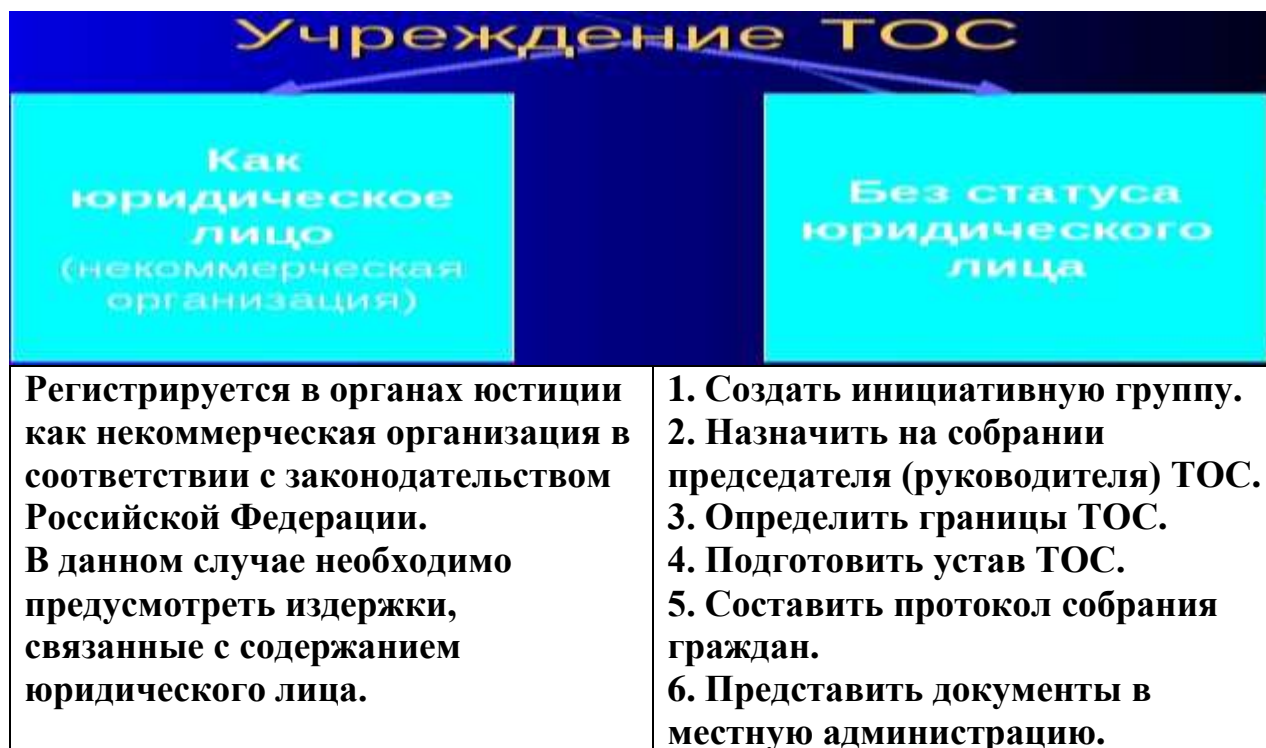 Учреждение ТОС
Как
юридическое
лицо
(некоммерческая
организация)
Без статуса
юридического
лица
Регистрируется в органах юстиции
как некоммерческая организация в
соответствии с законодательством
Российской Федерации.
В данном случае необходимо
предусмотреть издержки,
связанные с содержанием
юридического лица.
1. Создать инициативную группу.
2. Назначить на собрании
председателя (руководителя) ТОС.
3. Определить границы ТОС.
4. Подготовить устав ТОС.
5. Составить протокол собрания
граждан.
6. Представить документы в
местную администрацию.